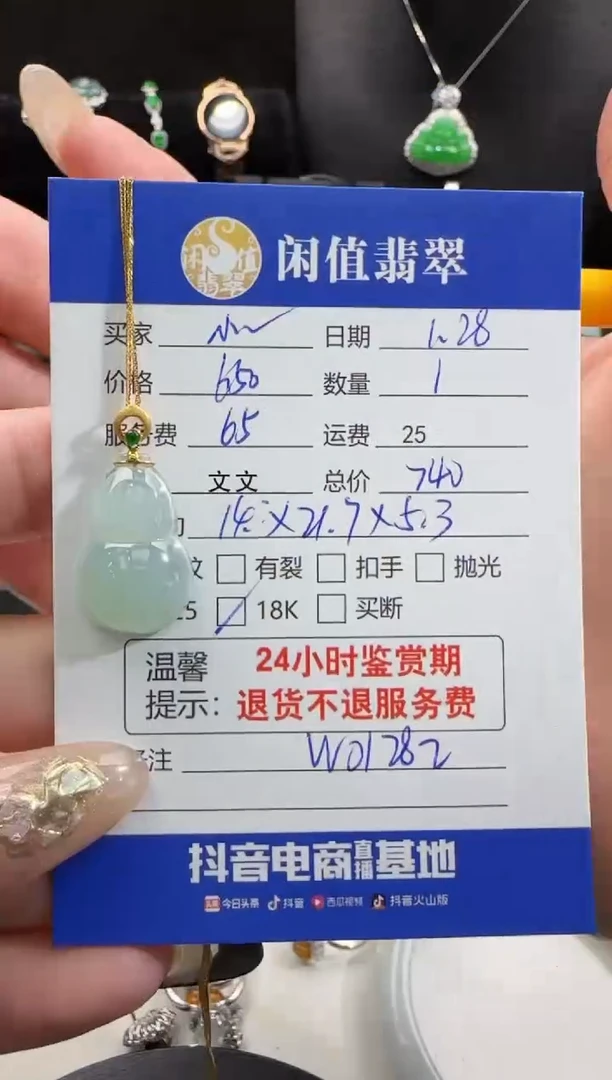 闲值翡翠 闲值翡翠
买家 日期 1.28
价格 650 数量 1
服务费 65 运费 25
文文 总价 740
14. X 21.7 X 5.3
纹 有裂 扣手 抛光
25 18K 买断
温馨提示: 24小时鉴赏期
退货不退服务费
备注 W01282
抖音电商直播基地
今日头条 抖音 西瓜视频 抖音火山版